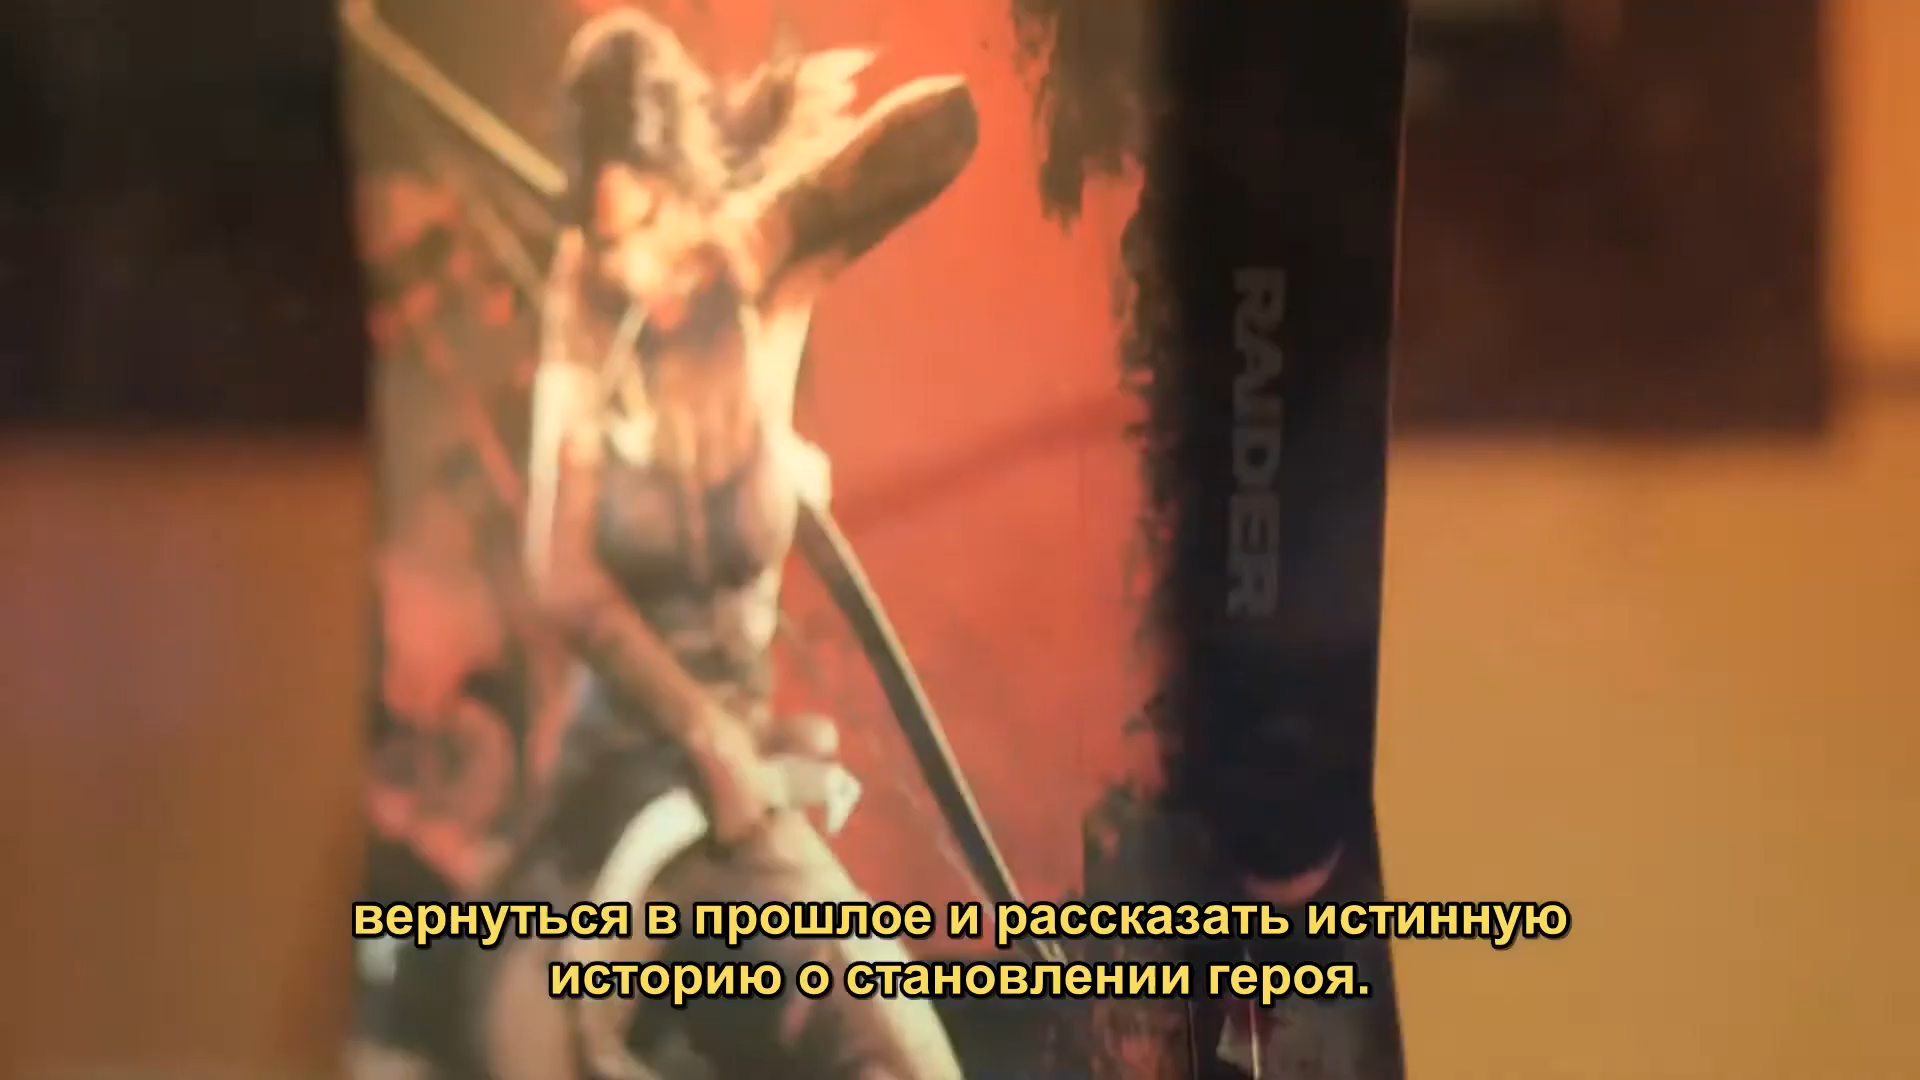 RAIDER
вернуться в прошлое и рассказать истинную
историю о становлении героя.